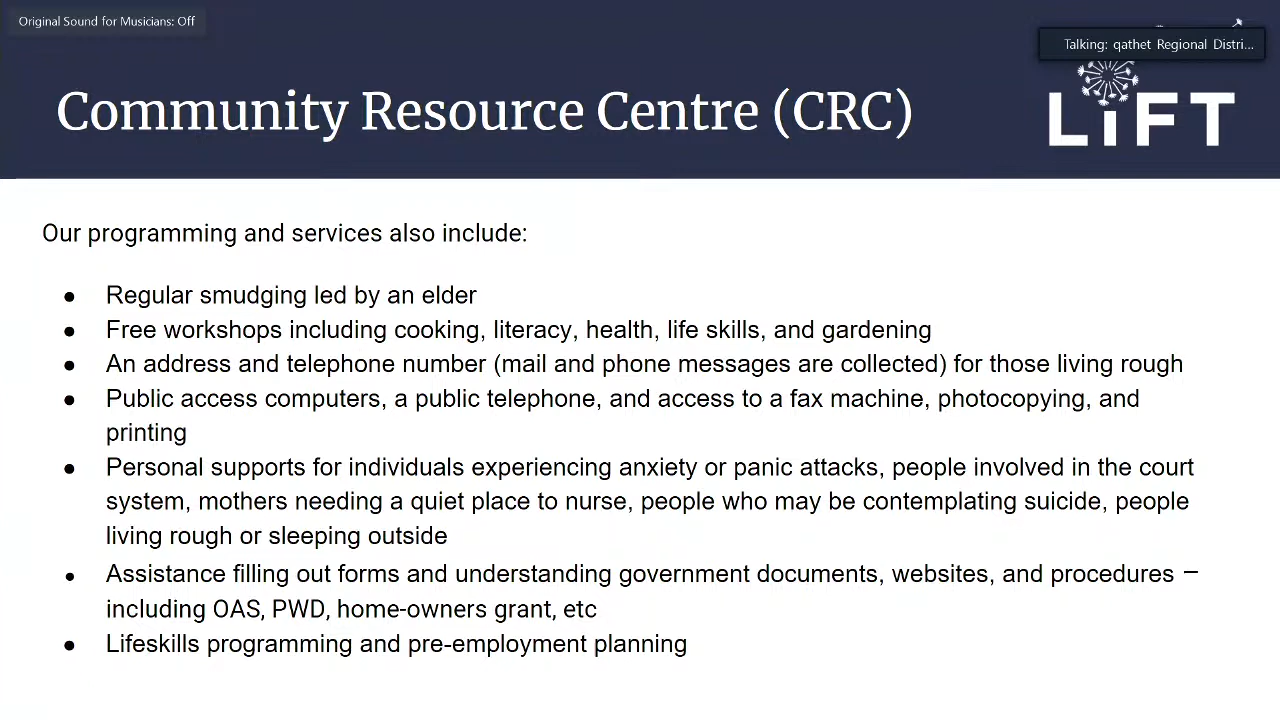 Original Sound for Musicians: Off
Talking: qathet Regional Distri...
Community Resource Centre (CRC)
LiFT
Our programming and services also include:
● Regular smudging led by an elder
● Free workshops including cooking, literacy, health, life skills, and gardening
● An address and telephone number (mail and phone messages are collected) for those living rough
● Public access computers, a public telephone, and access to a fax machine, photocopying, and
printing
● Personal supports for individuals experiencing anxiety or panic attacks, people involved in the court
system, mothers needing a quiet place to nurse, people who may be contemplating suicide, people
living rough or sleeping outside
● Assistance filling out forms and understanding government documents, websites, and procedures –
including OAS, PWD, home-owners grant, etc
● Lifeskills programming and pre-employment planning